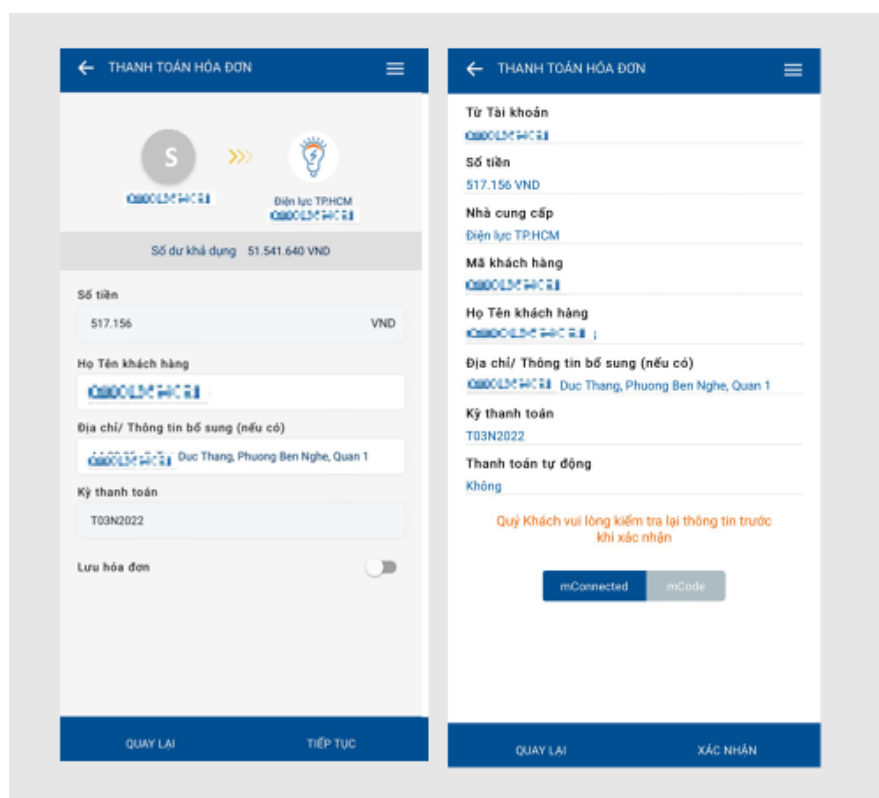 THANH TOÁN HÓA ĐƠN
S
Điện lực TP.HCM
Số dư khả dụng 51.541.640 VND
Số tiền
517.156 VND
Họ Tên khách hàng
Địa chỉ/ Thông tin bổ sung (nếu có)
Duc Thang, Phuong Ben Nghe, Quan 1
Kỳ thanh toán
T03N2022
Lưu hóa đơn
QUAY LẠI TIẾP TỤC
THANH TOÁN HÓA ĐƠN
Từ Tài khoản
Số tiền
517.156 VND
Nhà cung cấp
Điện lực TP.HCM
Mã khách hàng
Họ Tên khách hàng
Địa chỉ/ Thông tin bổ sung (nếu có)
Duc Thang, Phuong Ben Nghe, Quan 1
Kỳ thanh toán
T03N2022
Thanh toán tự động
Không
Quý Khách vui lòng kiểm tra lại thông tin trước
khi xác nhận
mConnected mCode
QUAY LẠI XÁC NHẬN